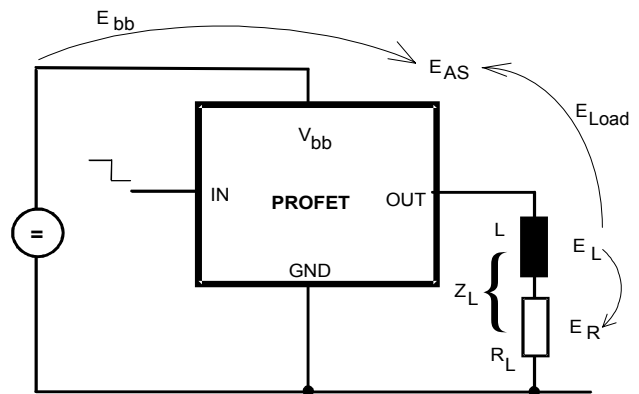 E bb
E AS
E Load
V bb
IN
PROFET
OUT
L
E L
GND
Z L
{
E R
R L
=